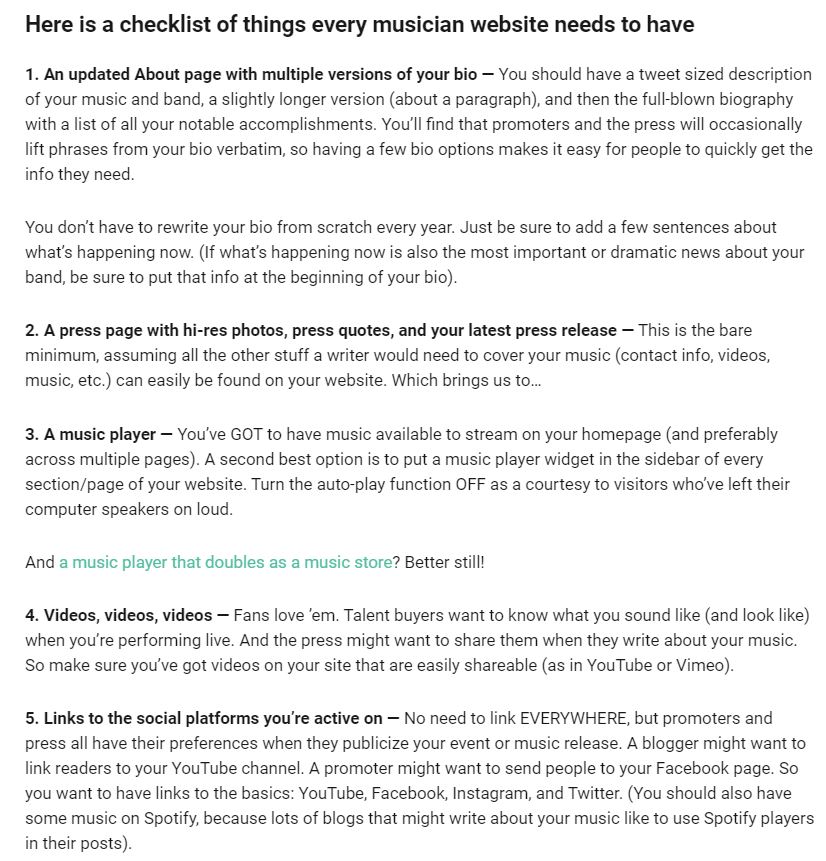 Here is a checklist of things every musician website needs to have
1. An updated About page with multiple versions of your bio — You should have a tweet sized description
of your music and band, a slightly longer version (about a paragraph), and then the full-blown biography
with a list of all your notable accomplishments. You’ll find that promoters and the press will occasionally
lift phrases from your bio verbatim, so having a few bio options makes it easy for people to quickly get the
info they need.
You don’t have to rewrite your bio from scratch every year. Just be sure to add a few sentences about
what’s happening now. (If what’s happening now is also the most important or dramatic news about your
band, be sure to put that info at the beginning of your bio).
2. A press page with hi-res photos, press quotes, and your latest press release — This is the bare
minimum, assuming all the other stuff a writer would need to cover your music (contact info, videos,
music, etc.) can easily be found on your website. Which brings us to…
3. A music player — You’ve GOT to have music available to stream on your homepage (and preferably
across multiple pages). A second best option is to put a music player widget in the sidebar of every
section/page of your website. Turn the auto-play function OFF as a courtesy to visitors who’ve left their
computer speakers on loud.
And a music player that doubles as a music store? Better still!
4. Videos, videos, videos — Fans love ’em. Talent buyers want to know what you sound like (and look like)
when you’re performing live. And the press might want to share them when they write about your music.
So make sure you’ve got videos on your site that are easily shareable (as in YouTube or Vimeo).
5. Links to the social platforms you’re active on — No need to link EVERYWHERE, but promoters and
press all have their preferences when they publicize your event or music release. A blogger might want to
link readers to your YouTube channel. A promoter might want to send people to your Facebook page. So
you want to have links to the basics: YouTube, Facebook, Instagram, and Twitter. (You should also have
some music on Spotify, because lots of blogs that might write about your music like to use Spotify players
in their posts).